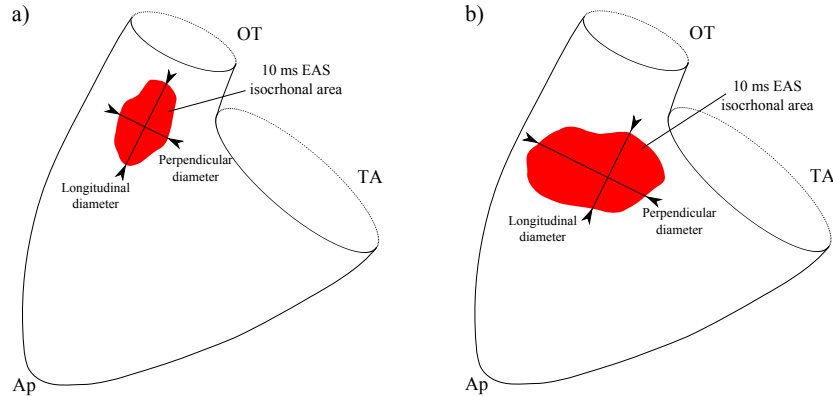 a)
OT
10 ms EAS
isocrhonal area
Perpendicular
diameter
Longitudinal
diameter
TA
Ap
b)
OT
10 ms EAS
isocrhonal area
TA
Longitudinal
diameter
Perpendicular
diameter
Ap